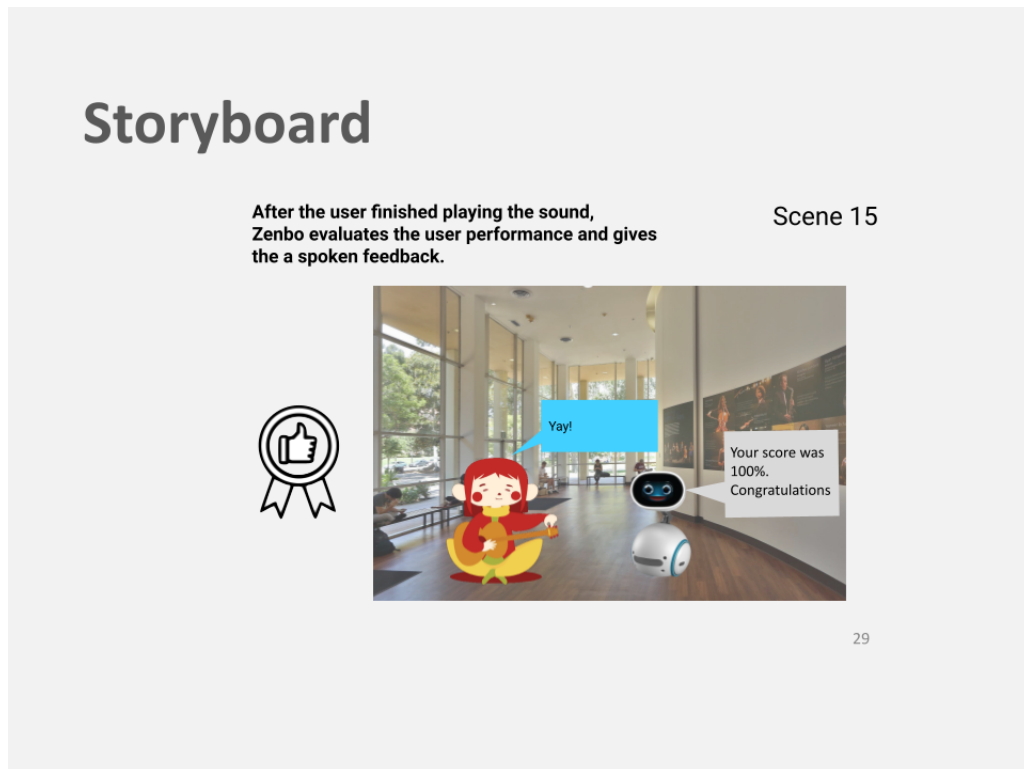 Storyboard
After the user finished playing the sound,
Zenbo evaluates the user performance and gives
the a spoken feedback.
Scene 15
Yay!
Your score was
100%.
Congratulations
29